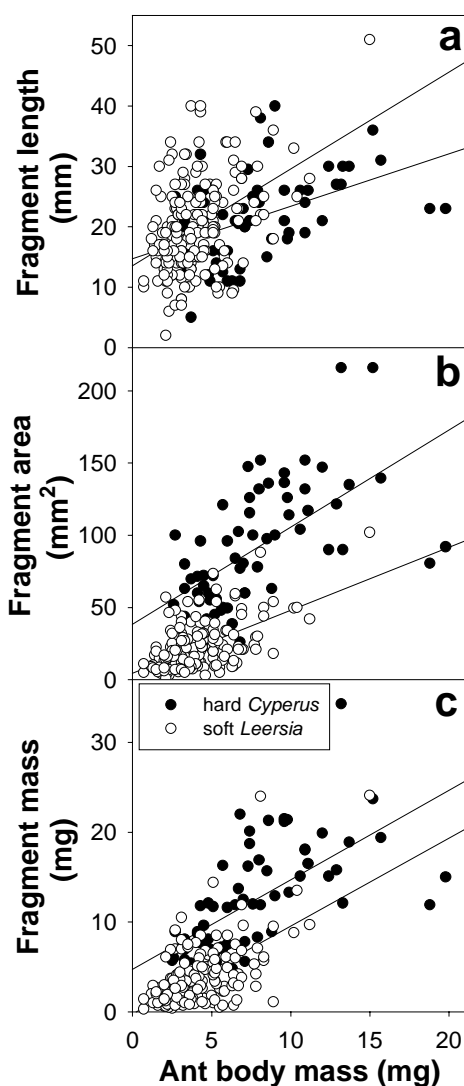 a
Fragment length
(mm)
50
40
30
20
10
0
b
Fragment area
(mm²)
200
150
100
50
0
c
hard Cyperus
soft Leersia
Fragment mass
(mg)
30
20
10
0
0 5 10 15 20
Ant body mass (mg)